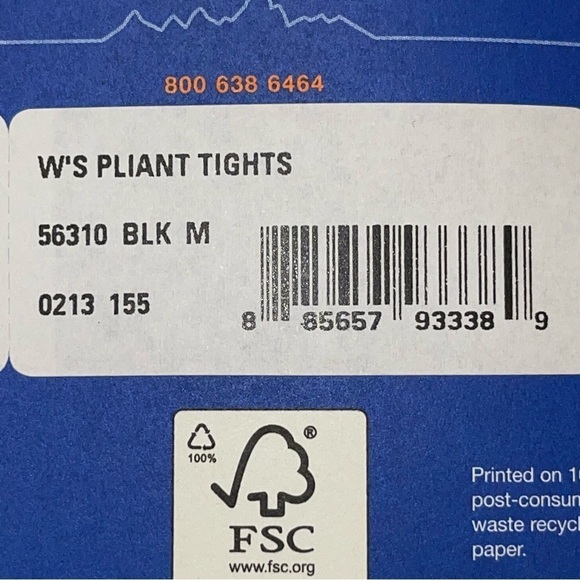 800 638 6464
W'S PLIANT TIGHTS
56310 BLK M
0213 155
8 85657 93338 9
100%
®
FSC
www.fsc.org
Printed on
post-consum
waste recycl
paper.